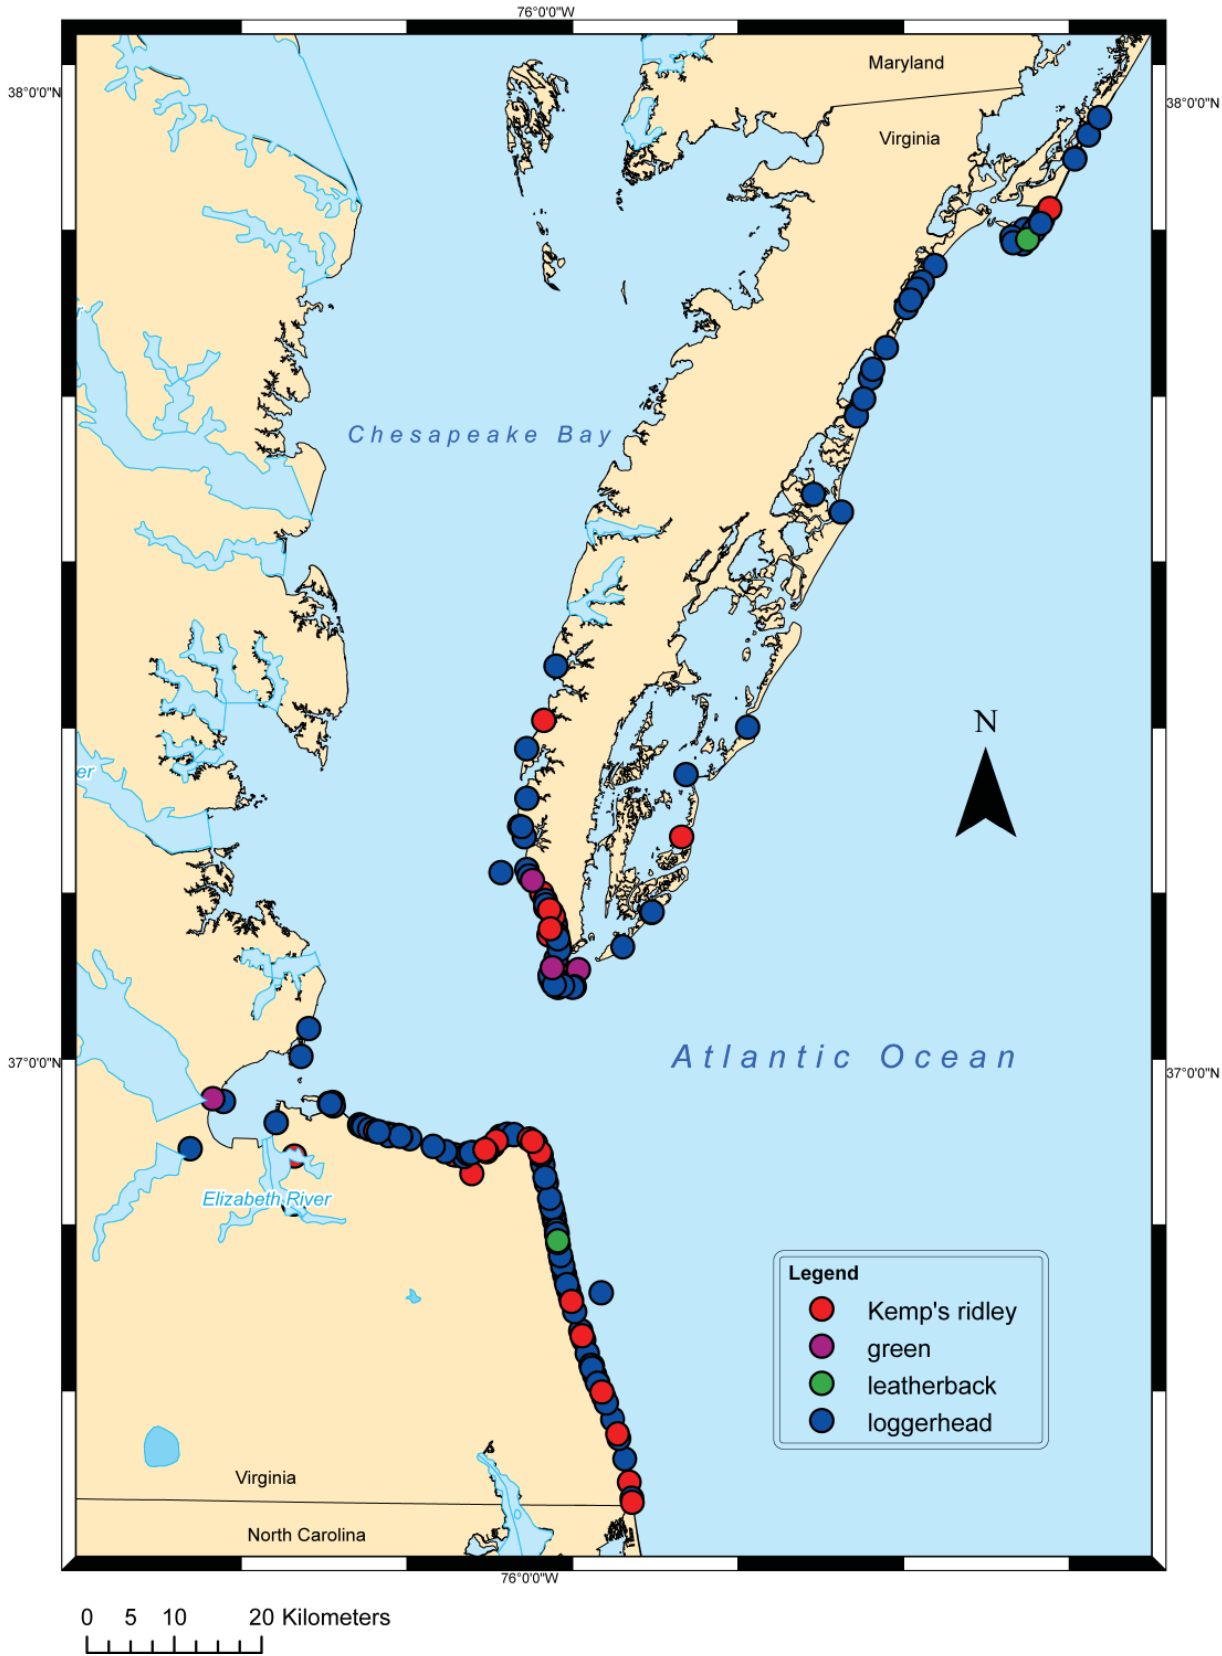 76°0'0"W
Maryland
38°0'0"N
38°0'0"N
Virginia
r
Chesapeake Bay
N
er
Atlantic Ocean
37°0'0"N
37°0'0"N
Elizabeth River
Legend
Kemp's ridley
green
leatherback
loggerhead
Virginia
North Carolina
76°0'0"W
0 5 10 20 Kilometers